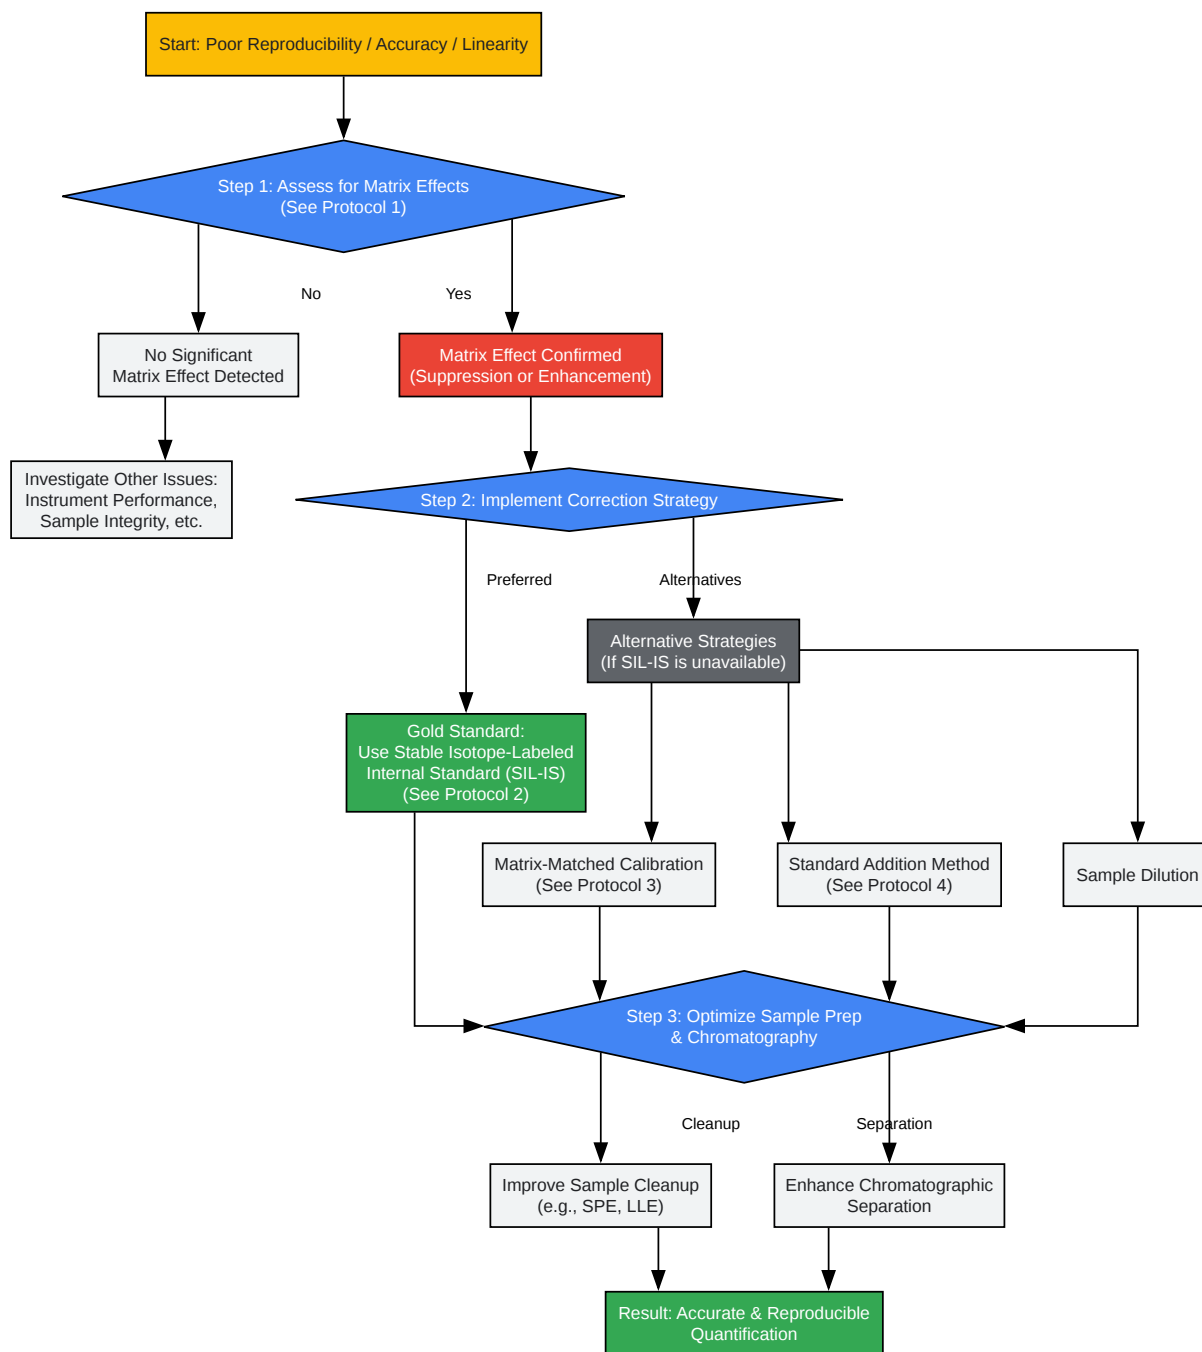 Start: Poor Reproducibility / Accuracy / Linearity
Step 1: Assess for Matrix Effects
(See Protocol 1)
No
Yes
No Significant
Matrix Effect Detected
Matrix Effect Confirmed
(Suppression or Enhancement)
Investigate Other Issues:
Instrument Performance,
Sample Integrity, etc.
Step 2: Implement Correction Strategy
Preferred
Alternatives
Alternative Strategies
(If SIL-IS is unavailable)
Gold Standard:
Use Stable Isotope-Labeled
Internal Standard (SIL-IS)
(See Protocol 2)
Matrix-Matched Calibration
(See Protocol 3)
Standard Addition Method
(See Protocol 4)
Sample Dilution
Step 3: Optimize Sample Prep
& Chromatography
Cleanup
Separation
Improve Sample Cleanup
(e.g., SPE, LLE)
Enhance Chromatographic
Separation
Result: Accurate & Reproducible
Quantification